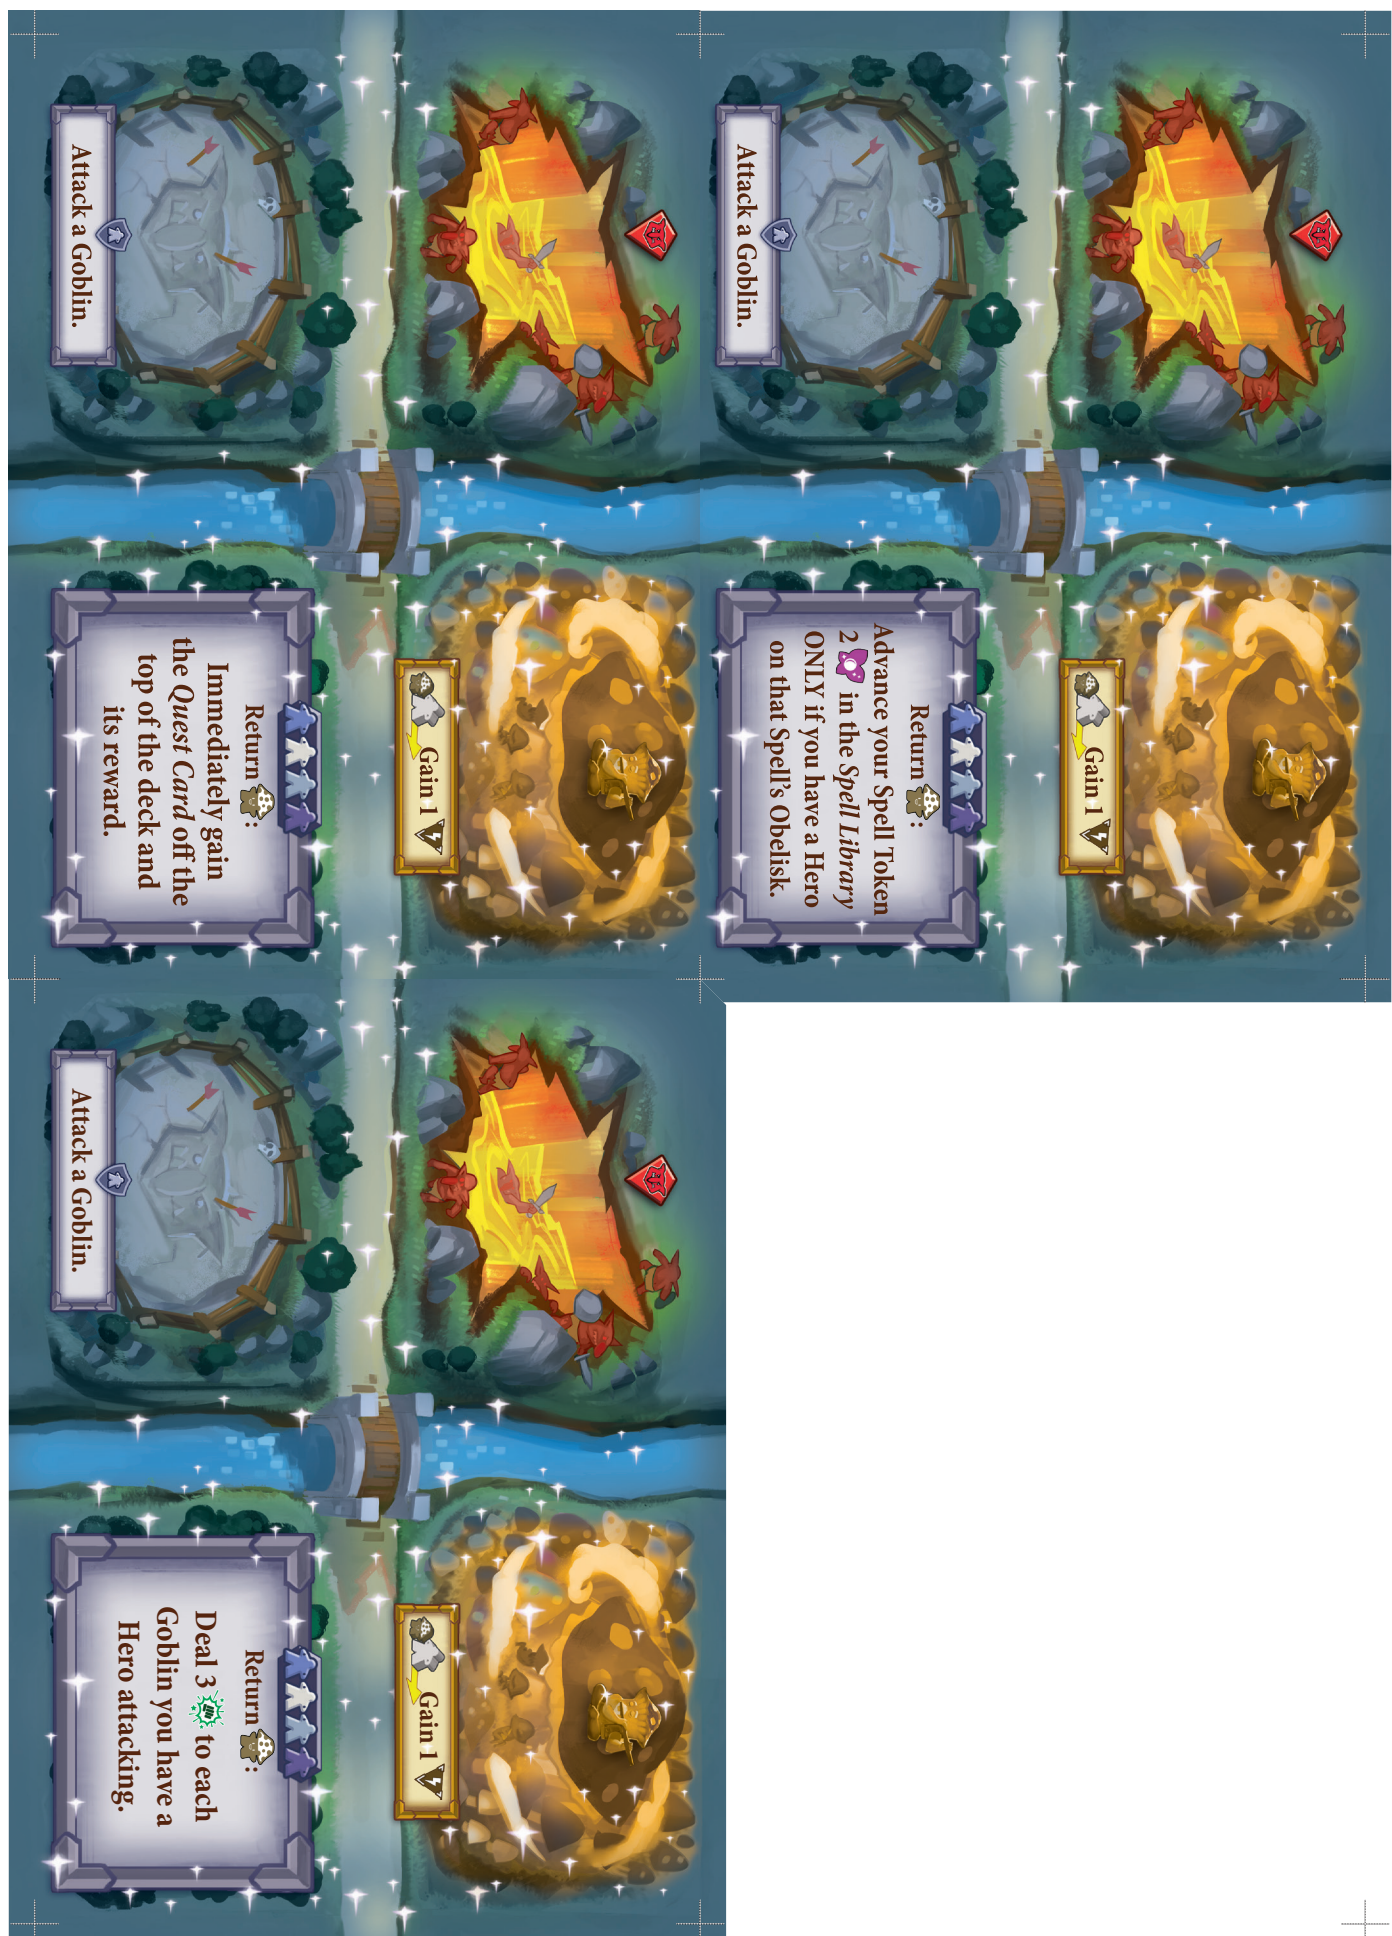 Attack a Goblin.
Return :
Immediately gain
the Quest Card off the
top of the deck and
its reward.
Gain 1
Attack a Goblin.
Return :
Advance your Spell Token
2 in the Spell Library
ONLY if you have a Hero
on that Spell's Obelisk.
Gain 1
Attack a Goblin.
Return :
Deal 3 to each
Goblin you have a
Hero attacking.
Gain 1